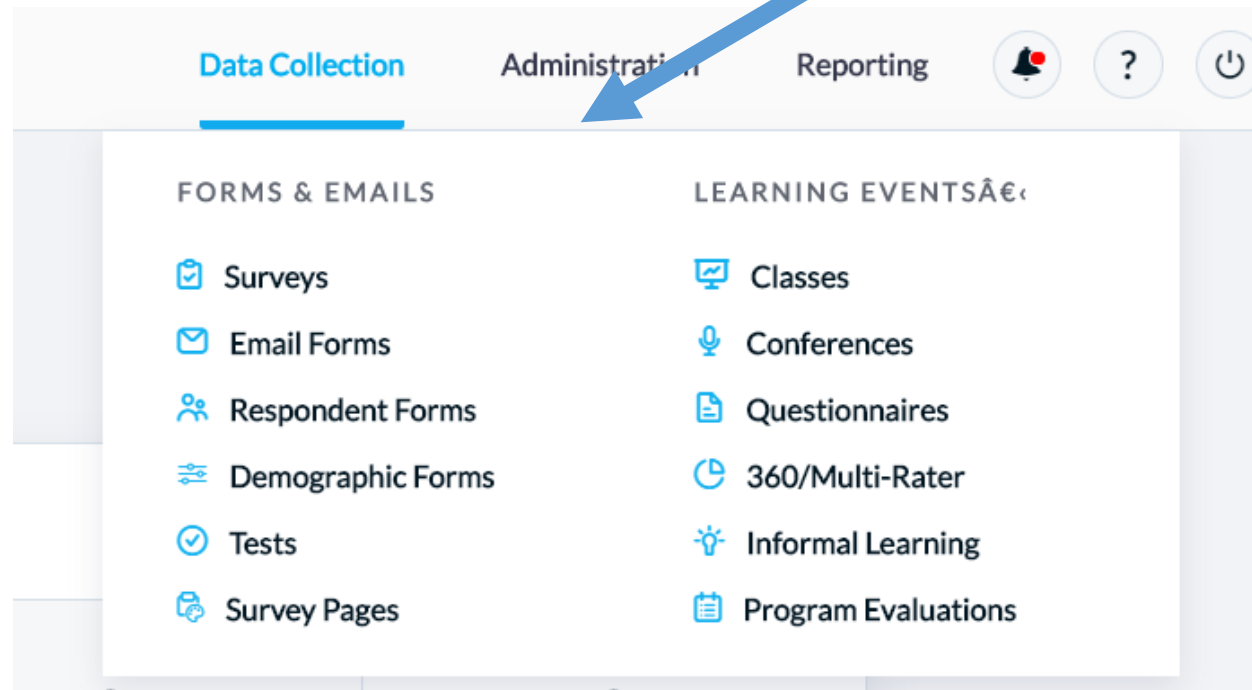 Data Collection Administration Reporting ?
FORMS & EMAILS
Surveys
Email Forms
Respondent Forms
Demographic Forms
Tests
Survey Pages
LEARNING EVENTSÂ€‹
Classes
Conferences
Questionnaires
360/Multi-Rater
Informal Learning
Program Evaluations